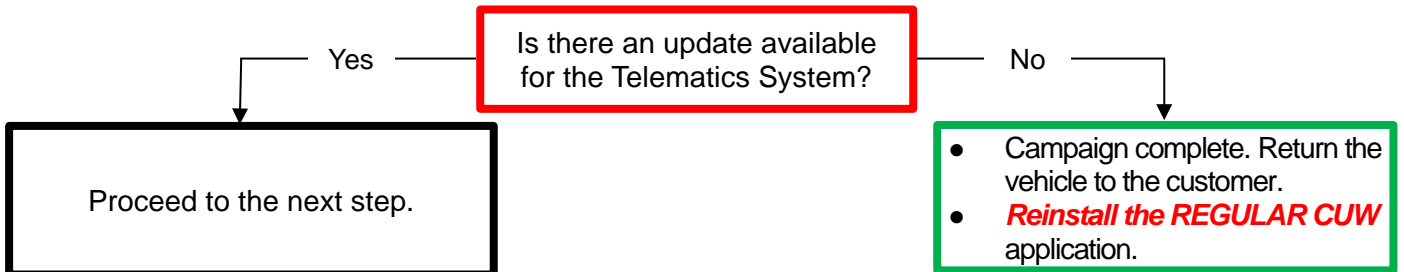 Is there an update available
for the Telematics System?
Yes
No
Proceed to the next step.
● Campaign complete. Return the
vehicle to the customer.
● Reinstall the REGULAR CUW
application.